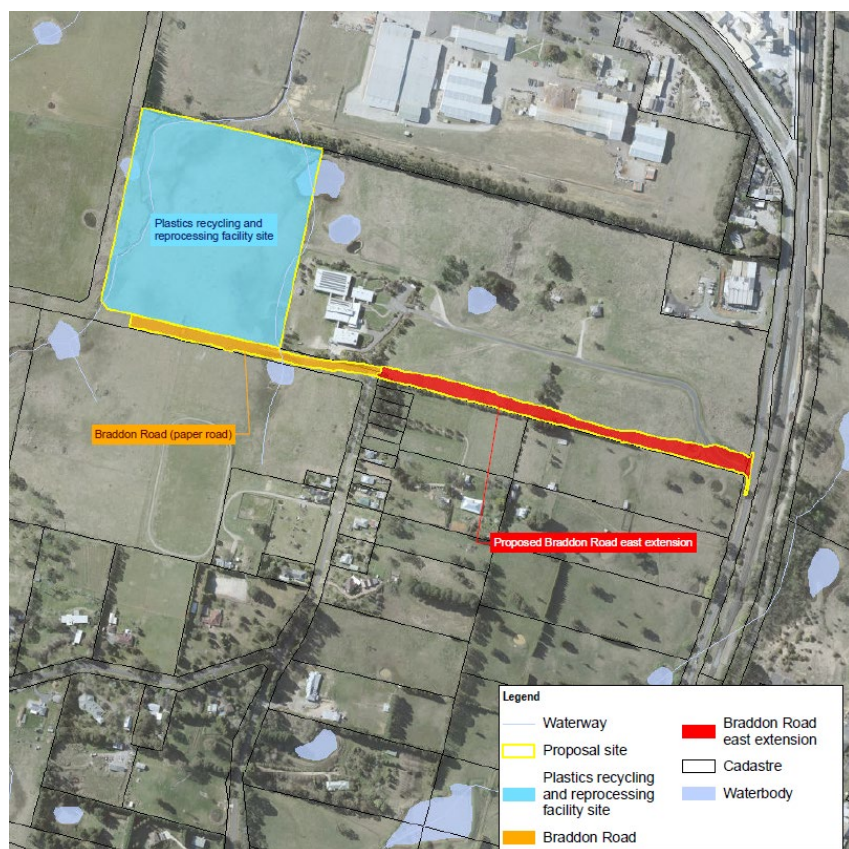 Plastics recycling and
reprocessing facility site
Braddon Road (paper road)
Proposed Braddon Road east extension
Legend
Waterway
Proposal site
Plastics recycling
and reprocessing
facility site
Braddon Road
Braddon Road
east extension
Cadastre
Waterbody